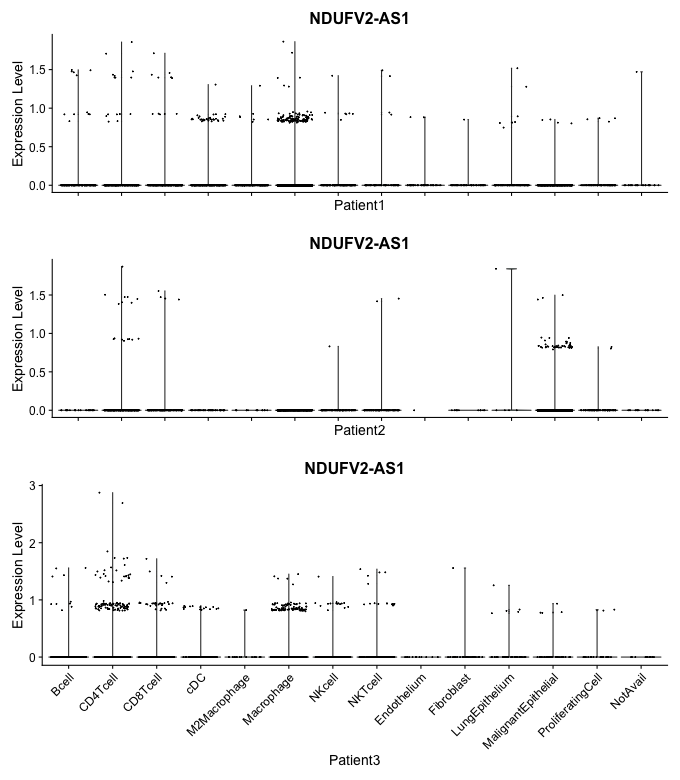 NDUFV2-AS1
Expression Level
1.5
1.0
0.5
0.0
Patient1
NDUFV2-AS1
Expression Level
1.5
1.0
0.5
0.0
Patient2
NDUFV2-AS1
Expression Level
3
2
1
0
Bcell
CD4Tcell
CD8Tcell
cDC
M2Macrophage
Macrophage
NKcell
NKTcell
Endothelium
Fibroblast
LungEpithelium
MalignantEpithelial
ProliferatingCell
NotAvail
Patient3